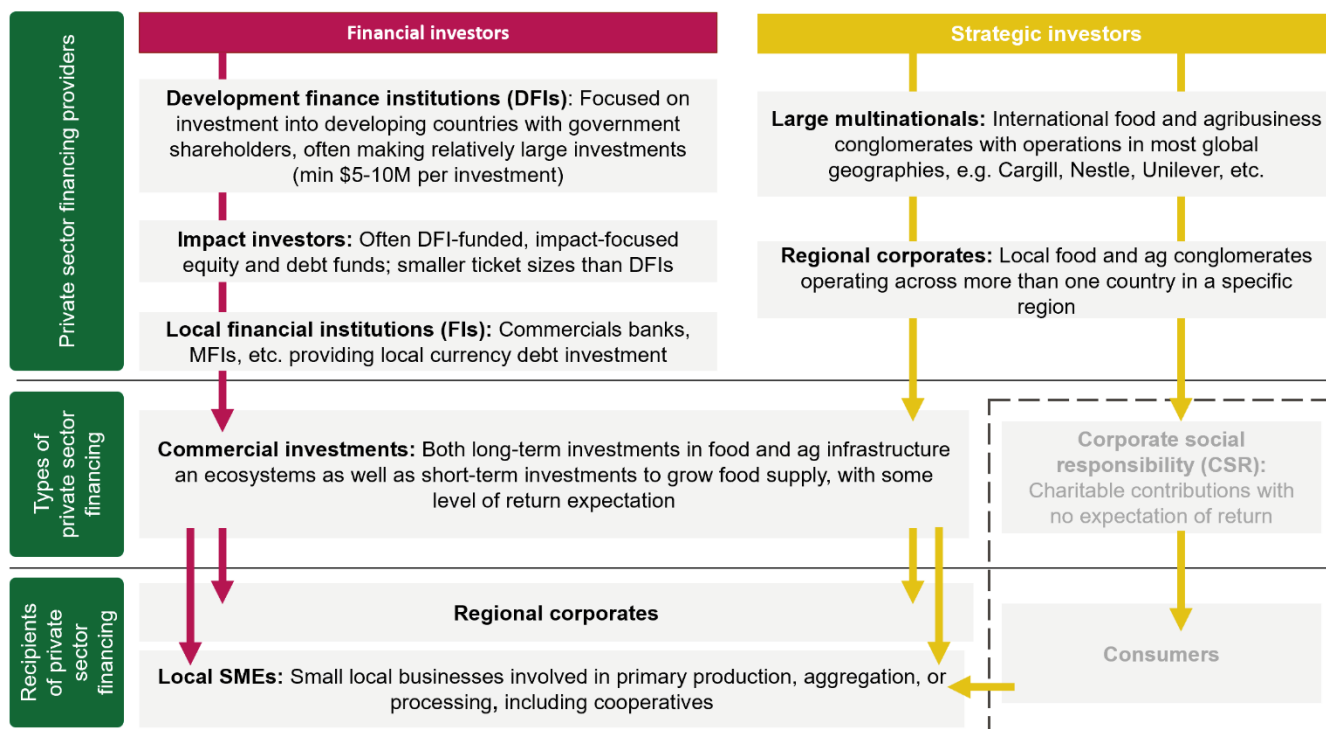 Private sector financing providers
Financial investors
Development finance institutions (DFIs): Focused on
investment into developing countries with government
shareholders, often making relatively large investments
(min $5-10M per investment)
Impact investors: Often DFI-funded, impact-focused
equity and debt funds; smaller ticket sizes than DFIs
Local financial institutions (FIs): Commercials banks,
MFIs, etc. providing local currency debt investment
Strategic investors
Large multinationals: International food and agribusiness
conglomerates with operations in most global
geographies, e.g. Cargill, Nestle, Unilever, etc.
Regional corporates: Local food and ag conglomerates
operating across more than one country in a specific
region
Types of
private sector
financing
Commercial investments: Both long-term investments in food and ag infrastructure
an ecosystems as well as short-term investments to grow food supply, with some
level of return expectation
Corporate social
responsibility (CSR):
Charitable contributions with
no expectation of return
Recipients
of private
sector
financing
Regional corporates
Local SMEs: Small local businesses involved in primary production, aggregation, or
processing, including cooperatives
Consumers